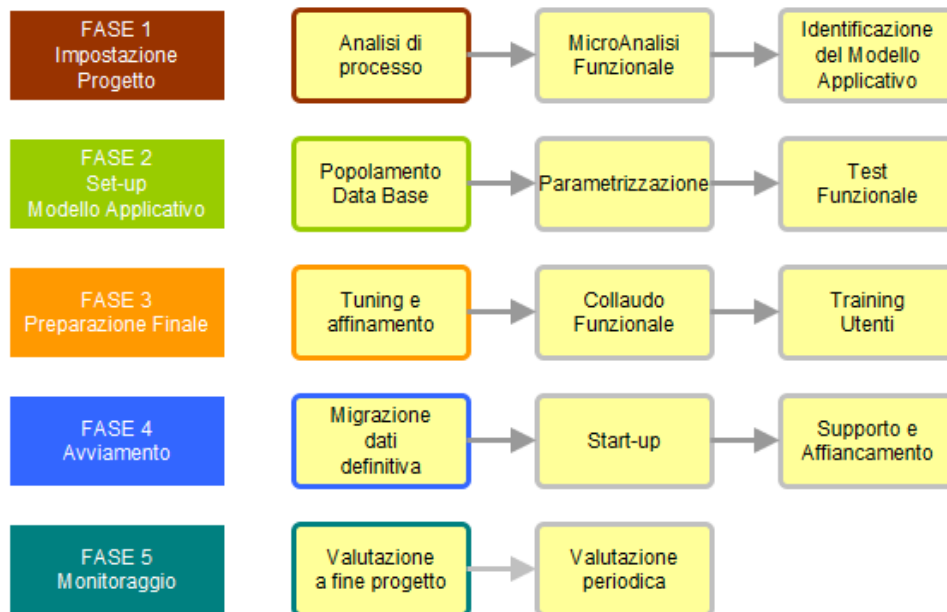 FASE 1
Impostazione
Progetto
Analisi di
processo
MicroAnalisi
Funzionale
Identificazione
del Modello
Applicativo
FASE 2
Set-up
Modello Applicativo
Popolamento
Data Base
Parametrizzazione
Test
Funzionale
FASE 3
Preparazione Finale
Tuning e
affinamento
Collaudo
Funzionale
Training
Utenti
FASE 4
Avviamento
Migrazione
dati
definitiva
Start-up
Supporto e
Affiancamento
FASE 5
Monitoraggio
Valutazione
a fine progetto
Valutazione
periodica